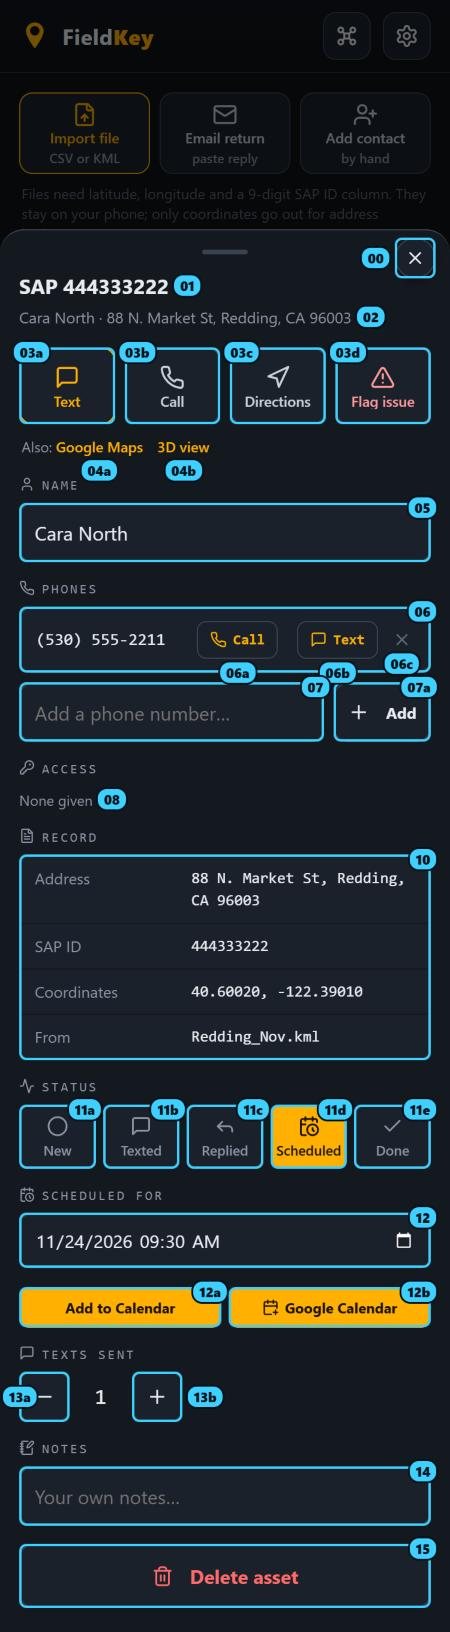 FieldKey
Import file
CSV or KML
Email return
paste reply
Add contact
by hand
Files need latitude, longitude and a 9-digit SAP ID column. They
stay on your phone; only coordinates go out for address
00
SAP 444333222 01
Cara North · 88 N. Market St, Redding, CA 96003 02
03a
Text
03b
Call
03c
Directions
03d
Flag issue
Also: Google Maps 3D view
04a
04b
NAME
05
Cara North
PHONES
06
(530) 555-2211
Call
Text
06a
06b
06c
07
Add a phone number...
07a
Add
ACCESS
None given 08
RECORD
10
Address 88 N. Market St, Redding,
CA 96003
SAP ID 444333222
Coordinates 40.60020, -122.39010
From Redding_Nov.kml
STATUS
11a
New
11b
Texted
11c
Replied
11d
Scheduled
11e
Done
SCHEDULED FOR
12
11/24/2026 09:30 AM
12a
Add to Calendar
12b
Google Calendar
TEXTS SENT
13a
− 1 +
13b
NOTES
14
Your own notes...
15
Delete asset